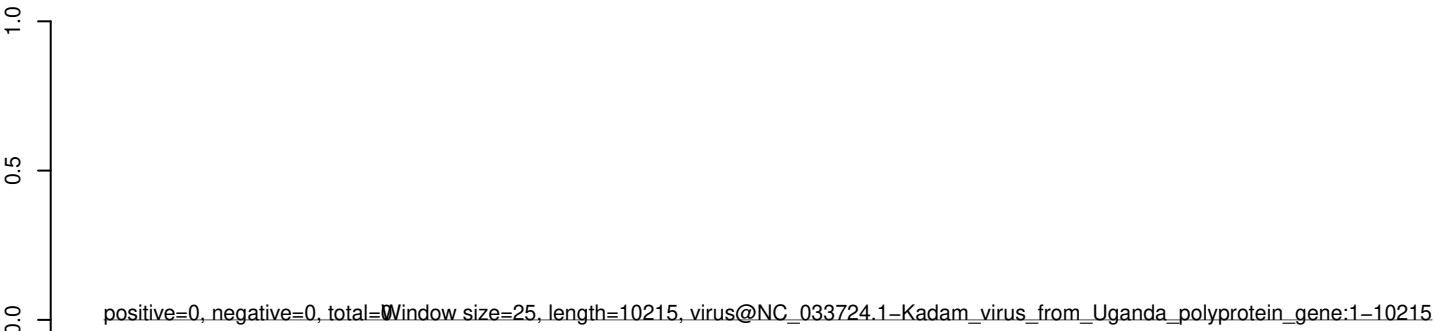 1.0
0.5
0.0
positive=0, negative=0, total=0
Window size=25, length=10215, virus@NC_033724.1−Kadam_virus_from_Uganda_polyprotein_gene:1−10215